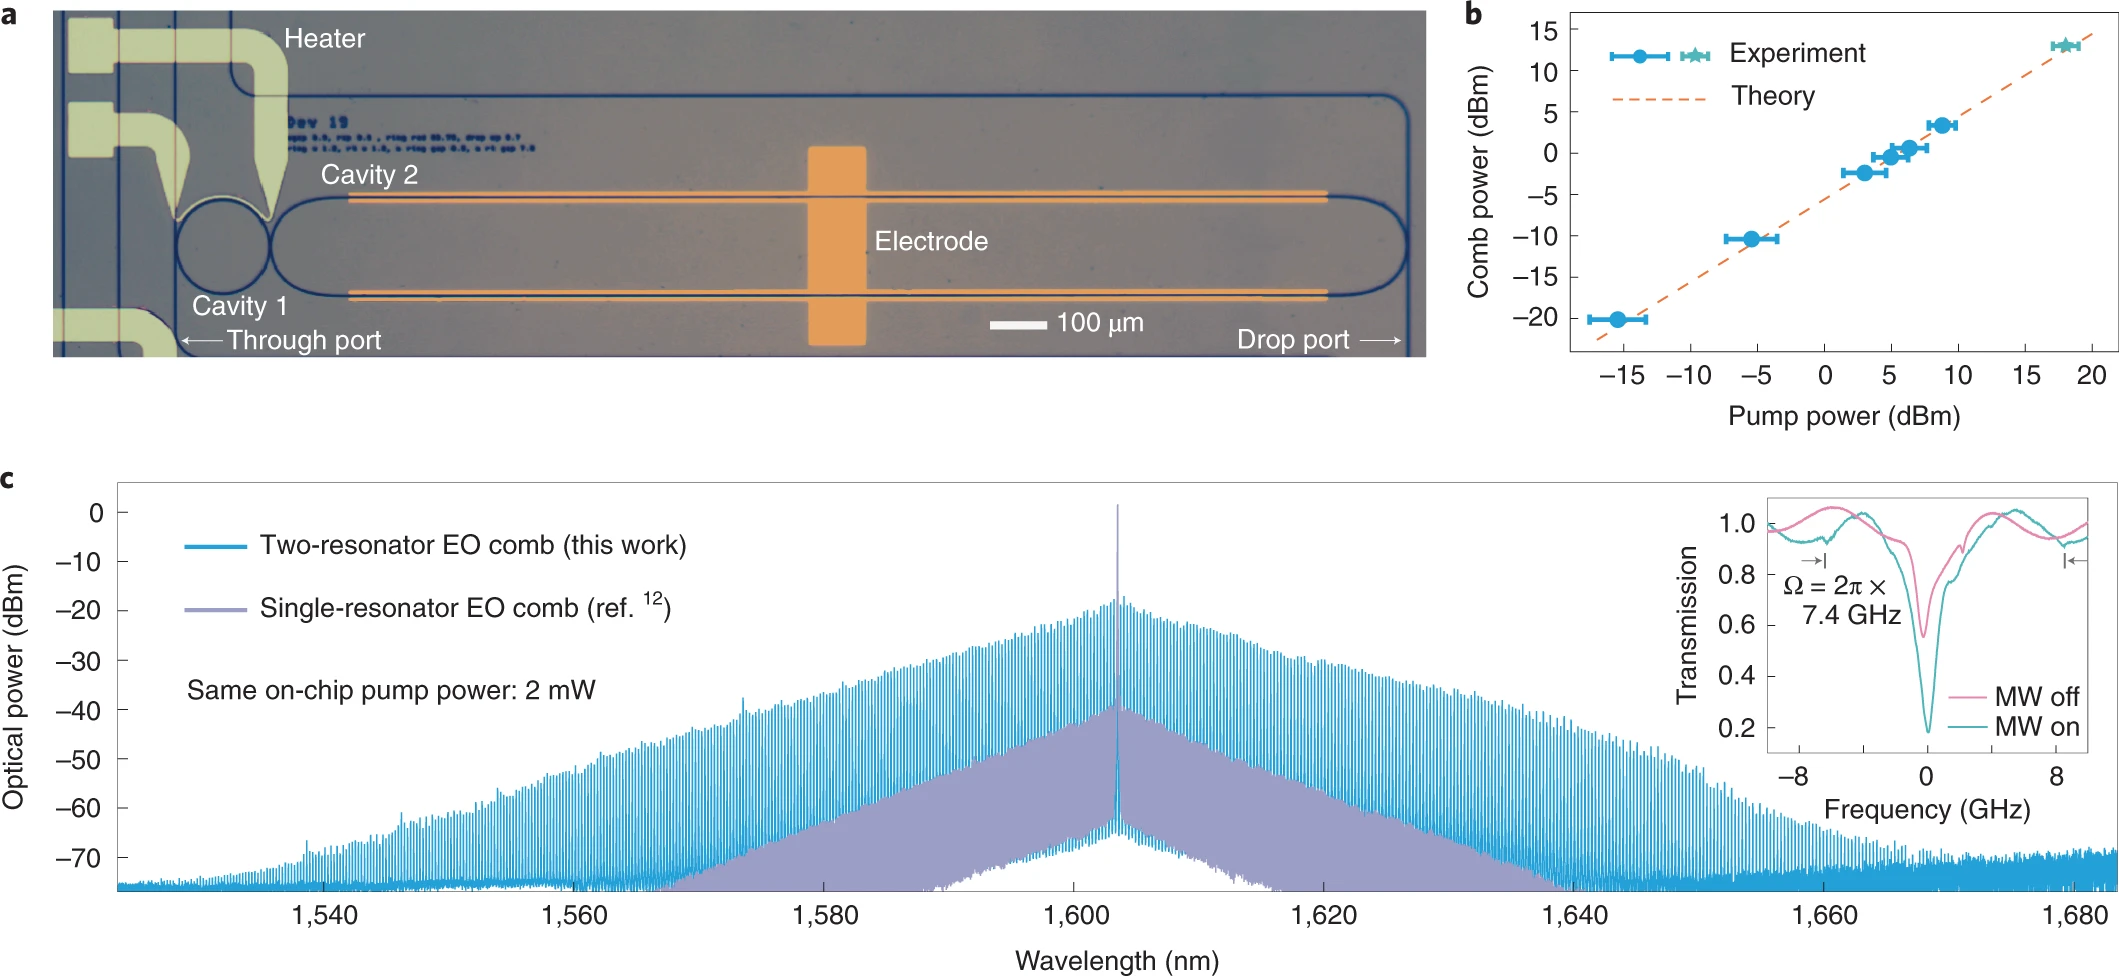 a
Heater
Dev 19
Cavity 2
Electrode
Cavity 1
100 µm
Through port
Drop port
b
15
10
5
0
–5
–10
–15
–20
Comb power (dBm)
Experiment
Theory
–15 –10 –5 0 5 10 15 20
Pump power (dBm)
c
0
–10
–20
–30
–40
–50
–60
–70
Optical power (dBm)
Two-resonator EO comb (this work)
Single-resonator EO comb (ref. 12)
Same on-chip pump power: 2 mW
1,540 1,560 1,580 1,600 1,620 1,640 1,660 1,680
Wavelength (nm)
1.0
0.8
0.6
0.4
0.2
Transmission
Ω = 2π ×
7.4 GHz
MW off
MW on
–8 0 8
Frequency (GHz)